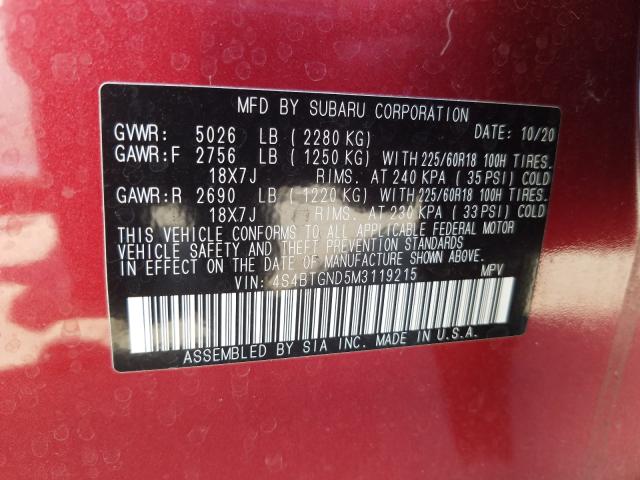 MFD BY SUBARU CORPORATION
GVWR: 5026 LB ( 2280 KG) DATE: 10/20
GAWR:F 2756 LB ( 1250 KG) WITH 225/60R18 100H TIRES.
18X7J RIMS. AT 240 KPA ( 35 PSI) COLD
GAWR:R 2690 LB ( 1220 KG) WITH 225/60R18 100H TIRES.
18X7J RIMS. AT 230 KPA ( 33 PSI) COLD
THIS VEHICLE CONFORMS TO ALL APPLICABLE FEDERAL MOTOR
VEHICLE SAFETY AND THEFT PREVENTION STANDARDS
IN EFFECT ON THE DATE OF MANUFACTURE SHOWN ABOVE.
VIN: 4S4BTGND5M3119215 MPV
ASSEMBLED BY SIA INC. MADE IN U.S.A.